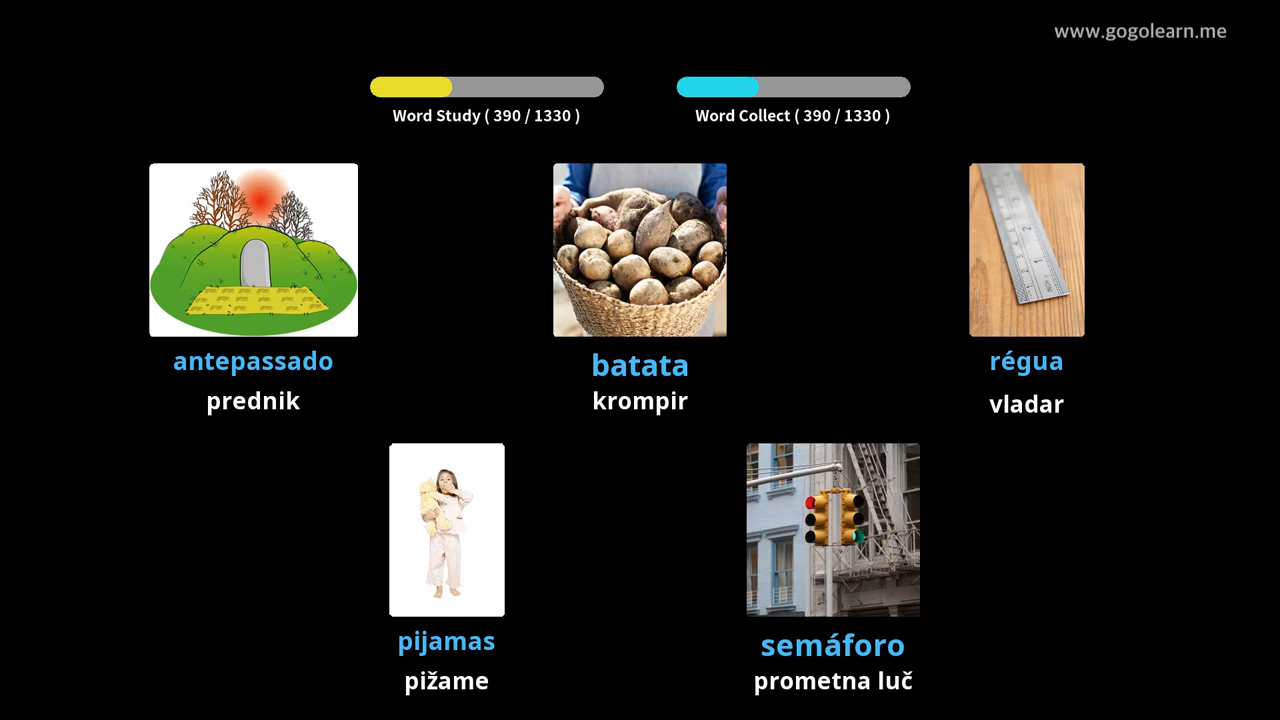 www.gogolearn.me
Word Study ( 390 / 1330 )
Word Collect ( 390 / 1330 )
antepassado
prednik
batata
krompir
régua
vladar
pijamas
pižame
semáforo
prometna luč